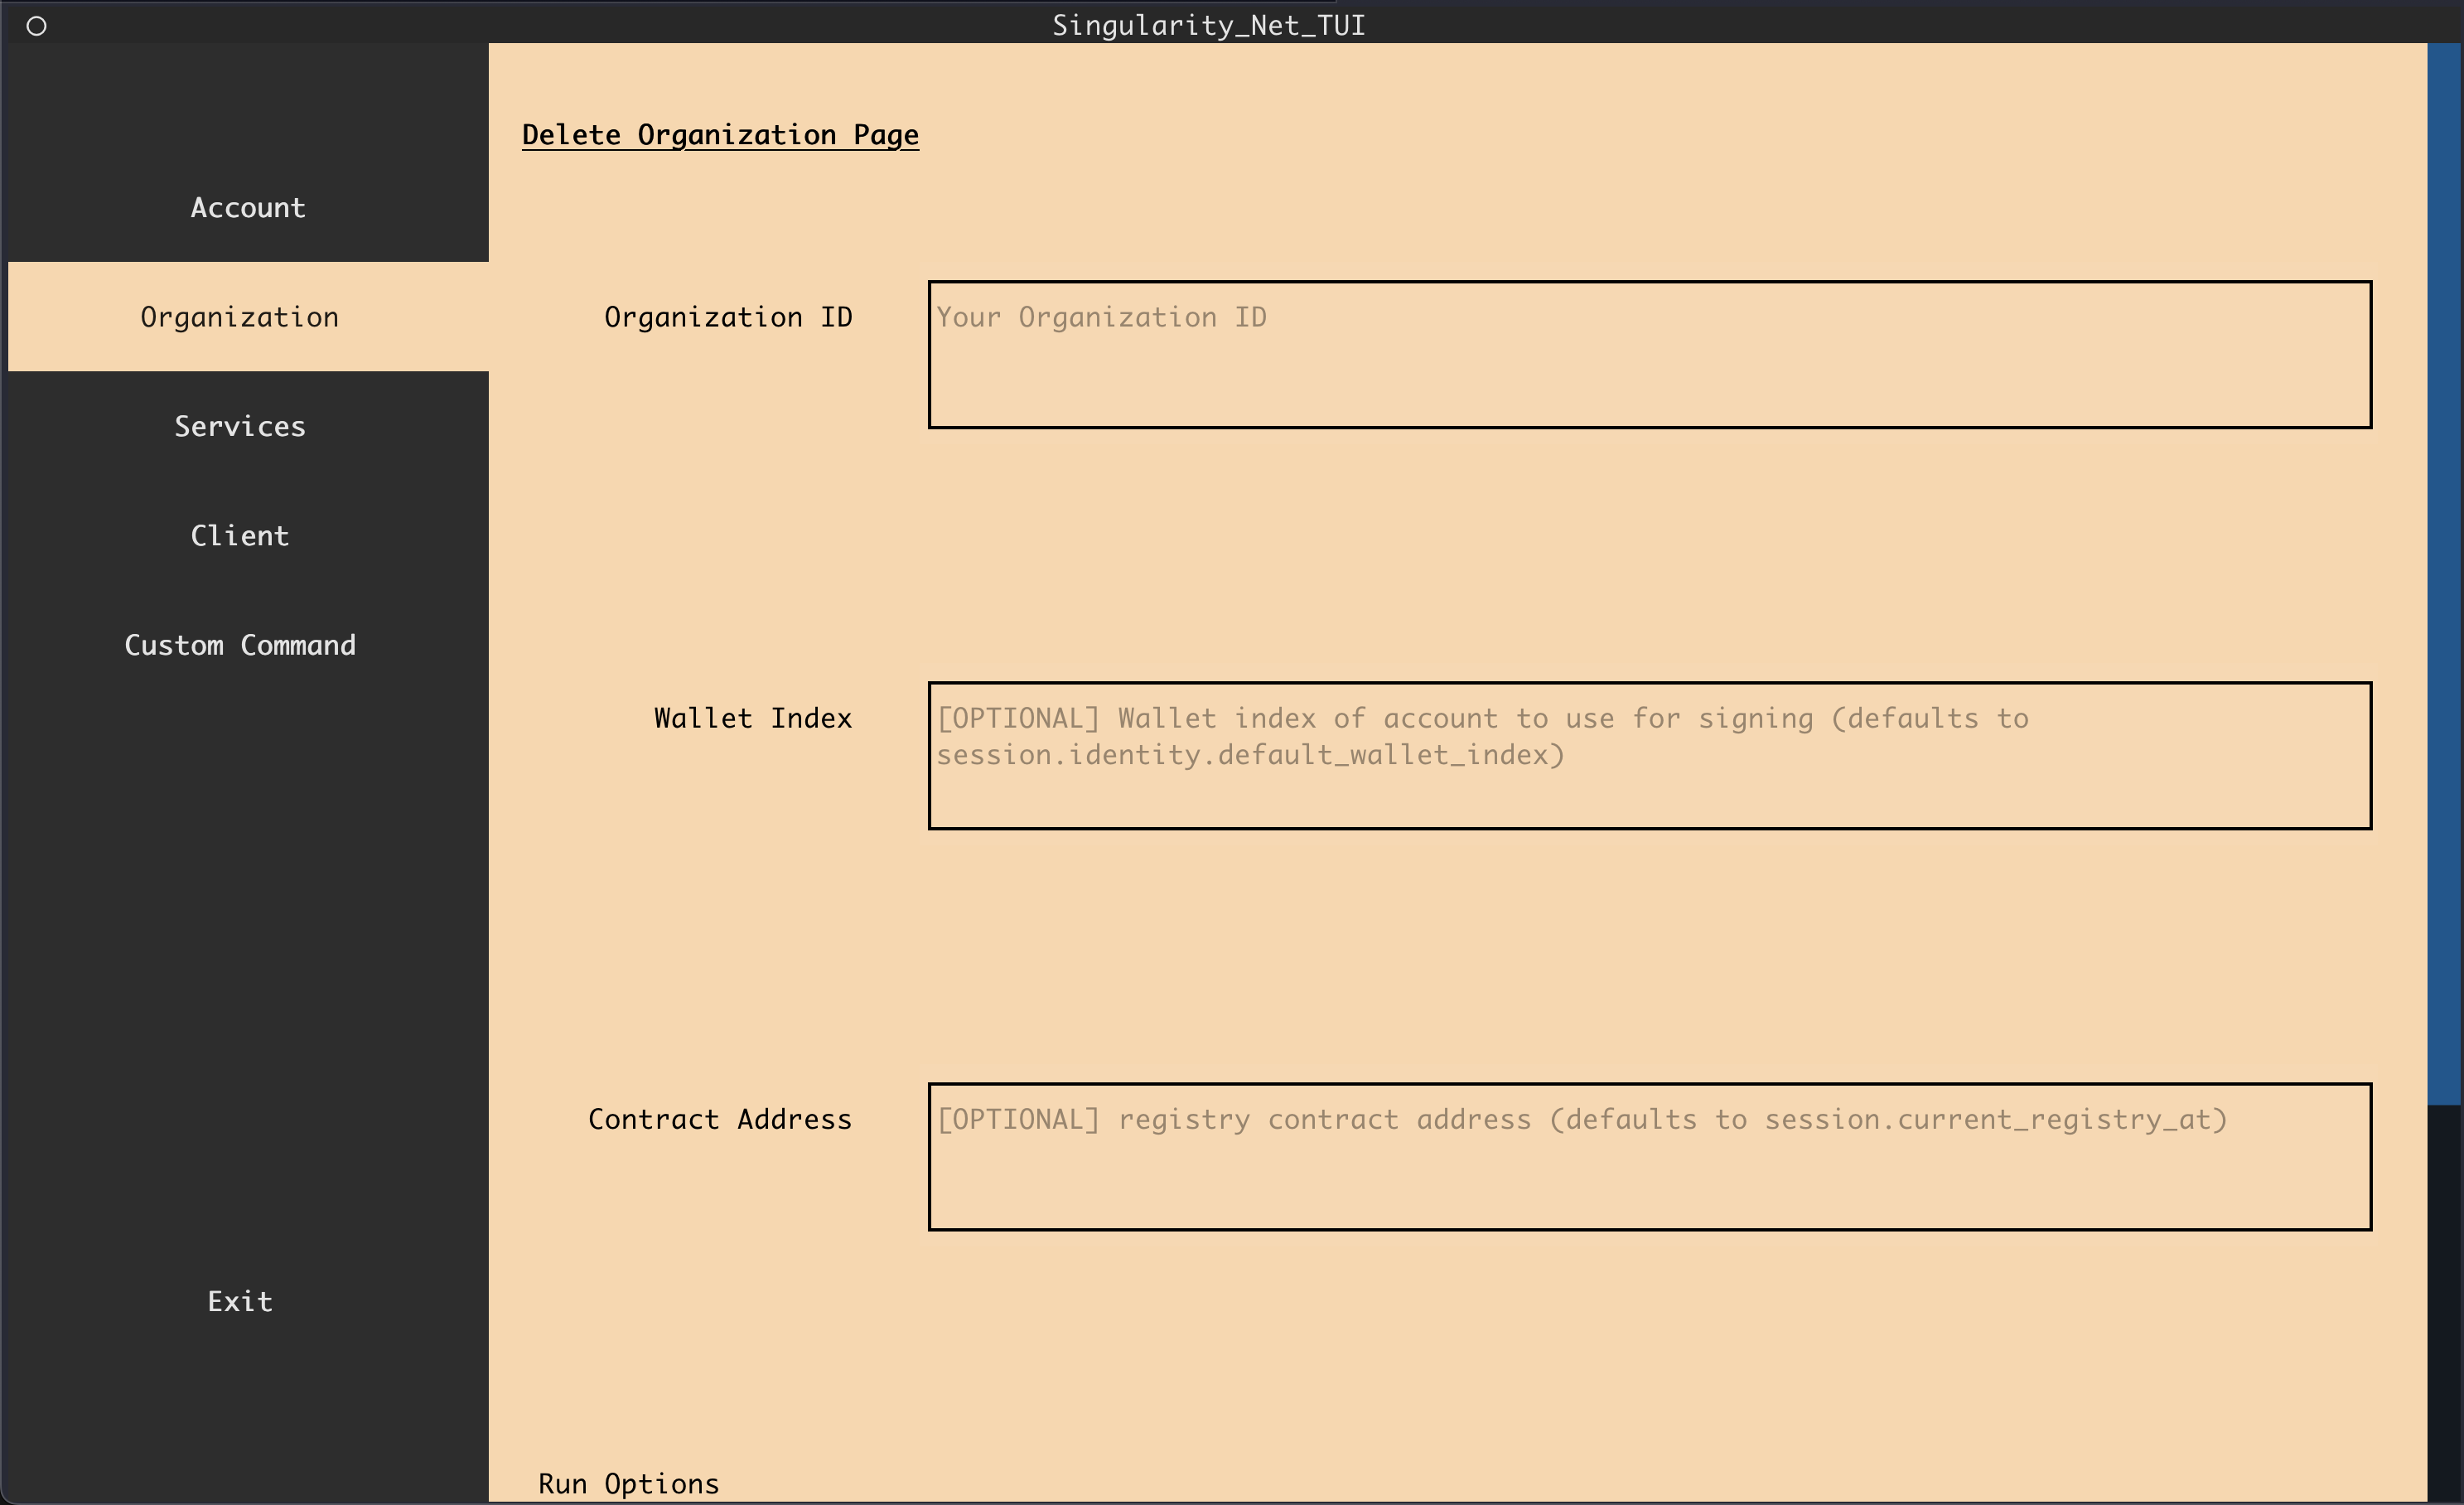 Singularity_Net_TUI
Account
Organization
Services
Client
Custom Command
Exit
Delete Organization Page
Organization ID
Your Organization ID
Wallet Index
[OPTIONAL] Wallet index of account to use for signing (defaults to
session.identity.default_wallet_index)
Contract Address
[OPTIONAL] registry contract address (defaults to session.current_registry_at)
Run Options